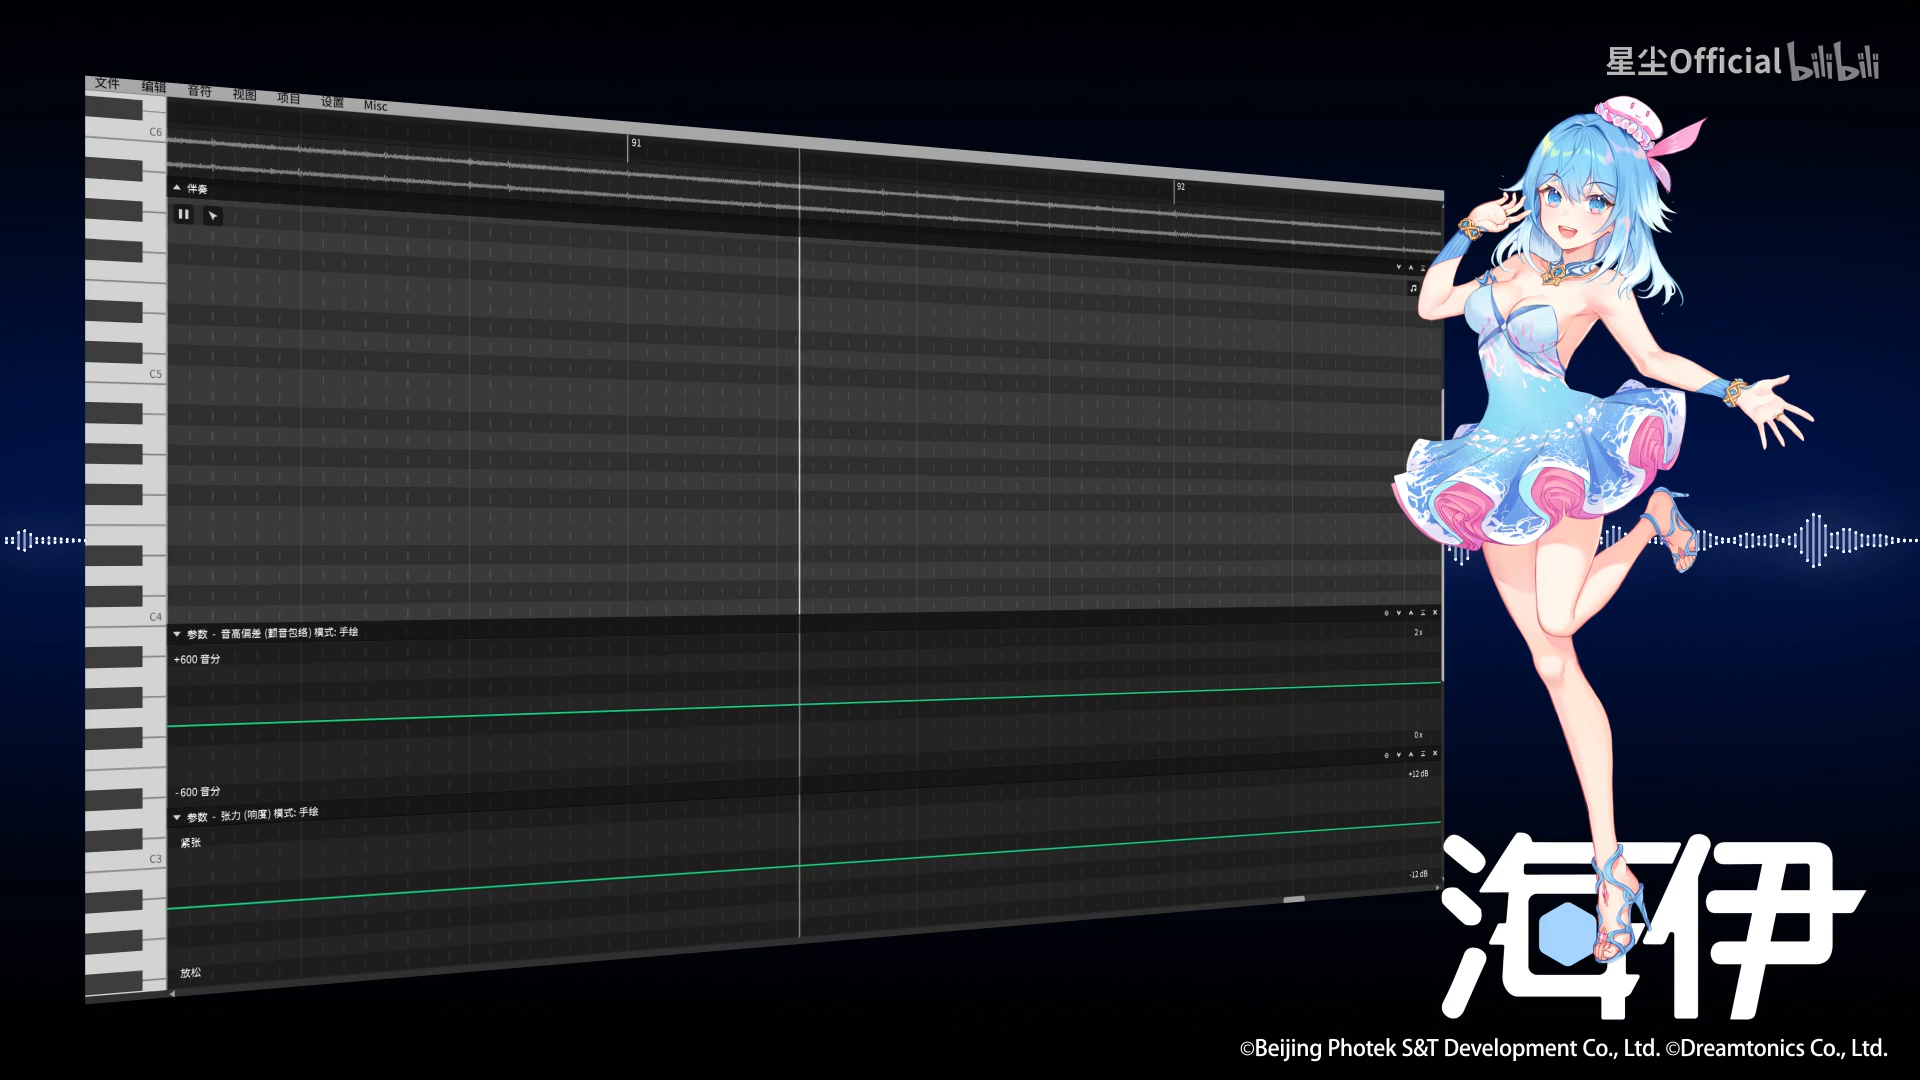 星尘Official bilibili
文件 编辑 音符 视图 项目 设置 Misc
C6
91
92
伴奏
C5
C4
参数 - 音高偏差 (颤音包络) 模式: 手绘
2x
+600 音分
0x
-600 音分
+12 dB
参数 - 张力 (响度) 模式: 手绘
紧张
C3
-12 dB
放松
海伊
©Beijing Photek S&T Development Co., Ltd. ©Dreamtonics Co., Ltd.